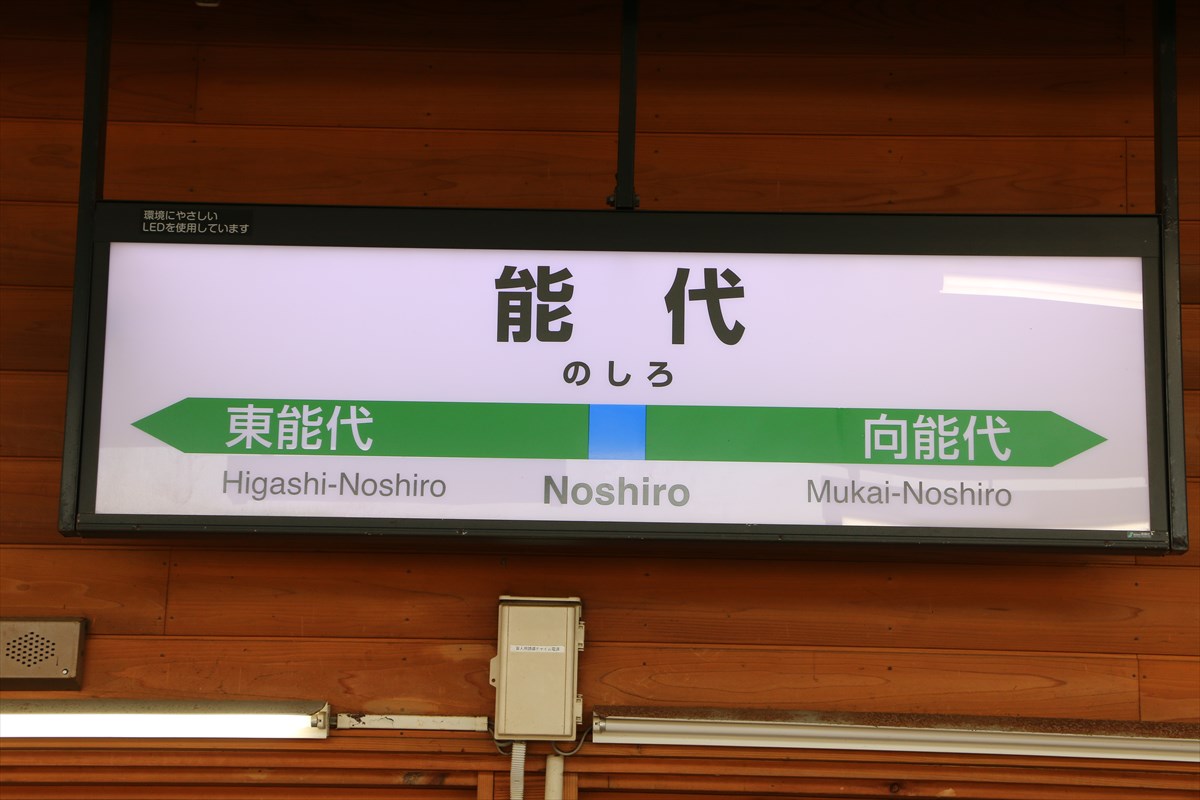 環境にやさしい
LEDを使用しています
能代
のしろ
東能代 向能代
Higashi-Noshiro Noshiro Mukai-Noshiro